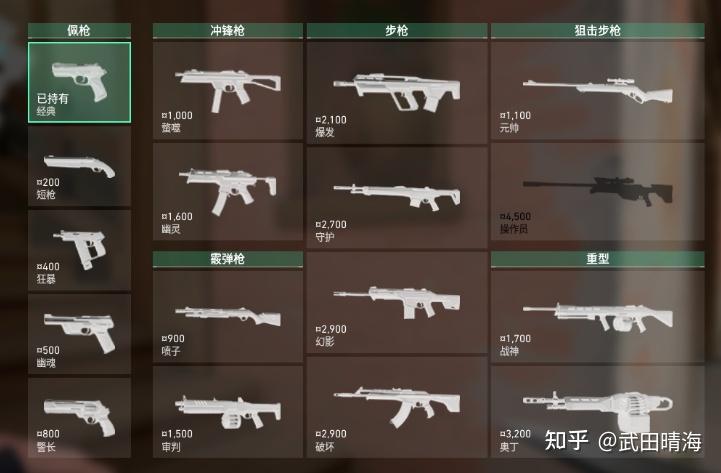 佩枪
已持有
经典
¤200
短枪
¤400
狂暴
¤500
幽魂
¤800
警长
冲锋枪
¤1,000
蜂噬
¤1,600
幽灵
霰弹枪
¤900
喷子
¤1,500
审判
步枪
¤2,100
爆发
¤2,700
守护
¤2,900
幻影
¤2,900
破坏
狙击步枪
¤1,100
元帅
¤4,500
操作员
重型
¤1,700
战神
¤3,200
奥丁
知乎 @武田晴海